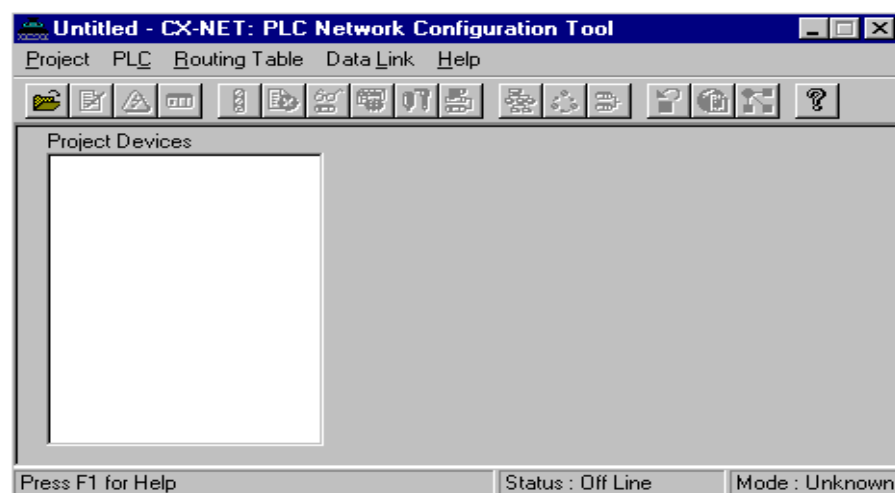 Untitled - CX-NET: PLC Network Configuration Tool
Project PLC Routing Table Data Link Help
Project Devices
Press F1 for Help Status : Off Line Mode : Unknown